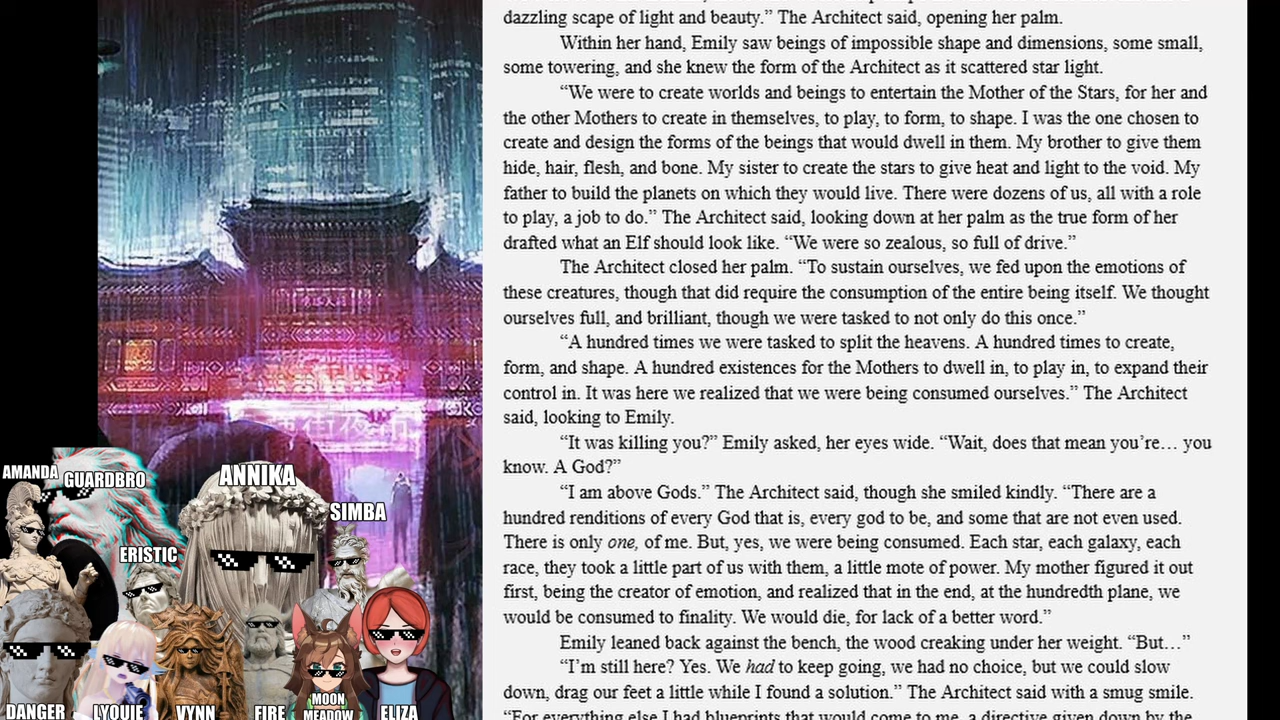 dazzling scape of light and beauty.” The Architect said, opening her palm.
Within her hand, Emily saw beings of impossible shape and dimensions, some small,
some towering, and she knew the form of the Architect as it scattered star light.
“We were to create worlds and beings to entertain the Mother of the Stars, for her and
the other Mothers to create in themselves, to play, to form, to shape. I was the one chosen to
create and design the forms of the beings that would dwell in them. My brother to give them
hide, hair, flesh, and bone. My sister to create the stars to give heat and light to the void. My
father to build the planets on which they would live. There were dozens of us, all with a role
to play, a job to do.” The Architect said, looking down at her palm as the true form of her
drafted what an Elf should look like. “We were so zealous, so full of drive.”
The Architect closed her palm. “To sustain ourselves, we fed upon the emotions of
these creatures, though that did require the consumption of the entire being itself. We thought
ourselves full, and brilliant, though we were tasked to not only do this once.”
“A hundred times we were tasked to split the heavens. A hundred times to create,
form, and shape. A hundred existences for the Mothers to dwell in, to play in, to expand their
control in. It was here we realized that we were being consumed ourselves.” The Architect
said, looking to Emily.
“It was killing you?” Emily asked, her eyes wide. “Wait, does that mean you’re… you
know. A God?”
“I am above Gods.” The Architect said, though she smiled kindly. “There are a
hundred renditions of every God that is, every god to be, and some that are not even used.
There is only one, of me. But, yes, we were being consumed. Each star, each galaxy, each
race, they took a little part of us with them, a little mote of power. My mother figured it out
first, being the creator of emotion, and realized that in the end, at the hundredth plane, we
would be consumed to finality. We would die, for lack of a better word.”
Emily leaned back against the bench, the wood creaking under her weight. “But…”
“I’m still here? Yes. We had to keep going, we had no choice, but we could slow
down, drag our feet a little while I found a solution.” The Architect said with a smug smile.
“For everything else I had blueprints that would come to me, a directive given down by the
AMANDA
GUARDBRO
ANNIKA
SIMBA
ERISTIC
DANGER
LYQUIE
VYNN
FIRE
MOON
MEADOW
ELIZA